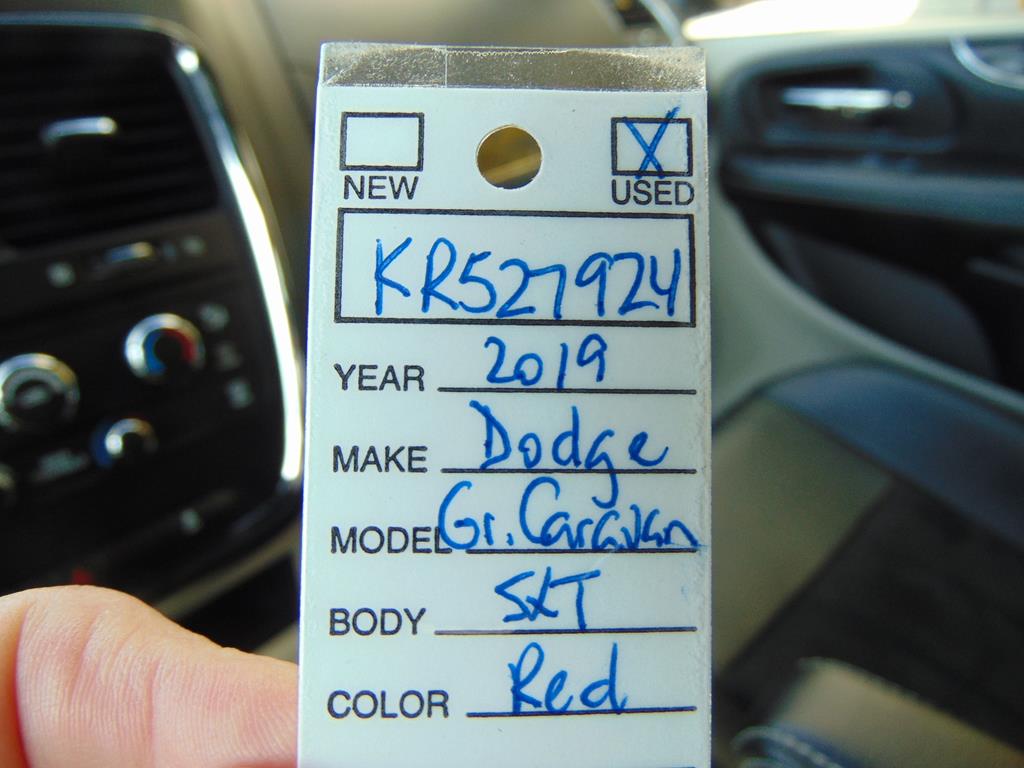 NEW USED
X
KR527924
YEAR 2019
MAKE Dodge
MODEL Gr. Caravan
BODY SXT
COLOR Red